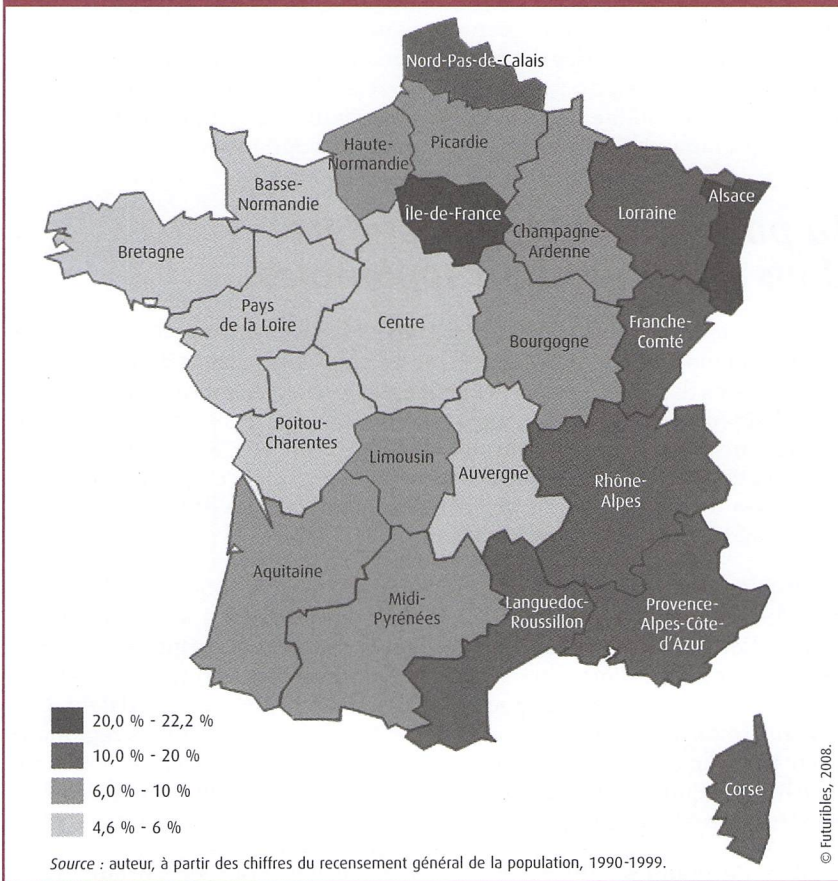 Nord-Pas-de-Calais
Haute-
Normandie
Picardie
Basse-
Normandie
Île-de-France
Champagne-
Ardenne
Lorraine
Alsace
Bretagne
Pays
de la Loire
Centre
Bourgogne
Franche-
Comté
Poitou-
Charentes
Limousin
Auvergne
Rhône-
Alpes
Aquitaine
Midi-
Pyrénées
Languedoc-
Roussillon
Provence-
Alpes-Côte-
d'Azur
Corse
20,0 % - 22,2 %
10,0 % - 20 %
6,0 % - 10 %
4,6 % - 6 %
Source : auteur, à partir des chiffres du recensement général de la population, 1990-1999.
© Futuribles, 2008.